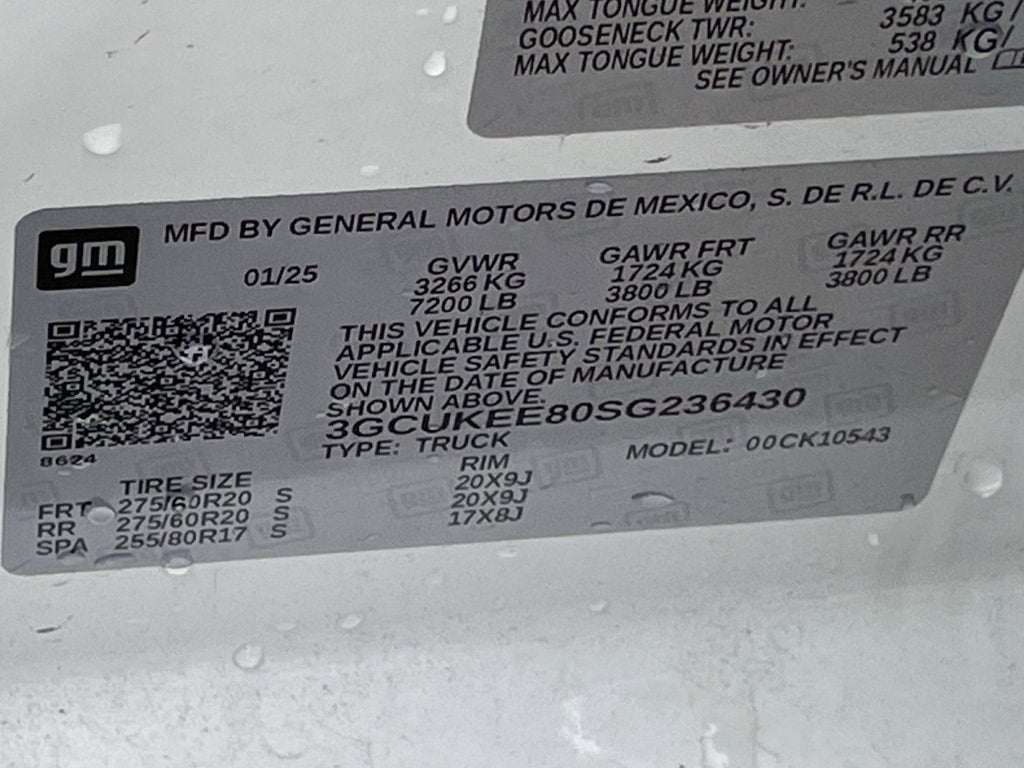 MAX TONGUE WEIGHT:
GOOSENECK TWR: 3583 KG/
MAX TONGUE WEIGHT: 538 KG/
SEE OWNER'S MANUAL
gm
MFD BY GENERAL MOTORS DE MEXICO, S. DE R.L. DE C.V.
01/25 GVWR GAWR FRT GAWR RR
3266 KG 1724 KG 1724 KG
7200 LB 3800 LB 3800 LB
THIS VEHICLE CONFORMS TO ALL
APPLICABLE U.S. FEDERAL MOTOR
VEHICLE SAFETY STANDARDS IN EFFECT
ON THE DATE OF MANUFACTURE
SHOWN ABOVE.
3GCUKEE80SG236430
8624
TYPE: TRUCK MODEL: 00CK10543
TIRE SIZE RIM
FRT 275/60R20 S 20X9J
RR 275/60R20 S 20X9J
SPA 255/80R17 S 17X8J